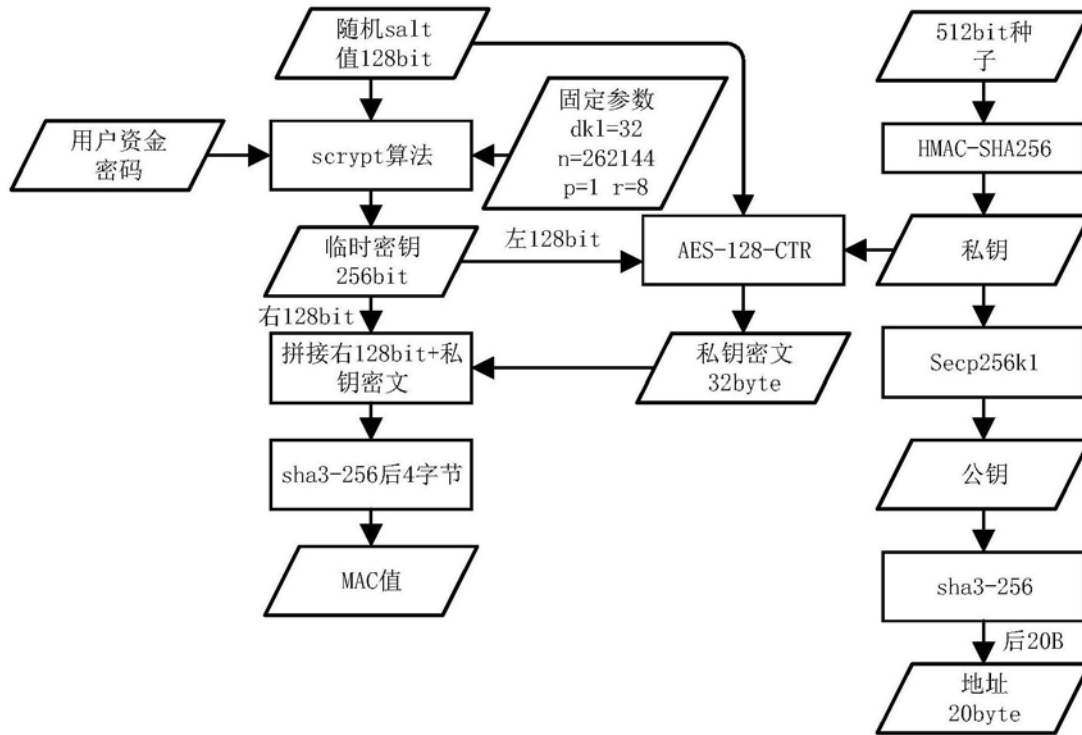 随机salt
值128bit
512bit种
子
固定参数
dkl=32
n=262144
p=1 r=8
用户资金
密码
scrypt算法
HMAC-SHA256
临时密钥
256bit
左128bit
AES-128-CTR
私钥
右128bit
拼接右128bit+私
钥密文
私钥密文
32byte
Secp256k1
sha3-256后4字节
公钥
MAC值
sha3-256
后20B
地址
20byte